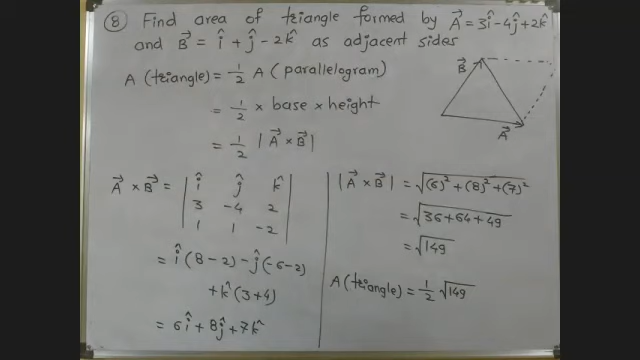 ⑧ Find area of triangle formed by A⃗ = 3î-4ĵ+2k̂
and B⃗ = î + ĵ - 2k̂ as adjacent sides
A (triangle) = 1/2 A (parallelogram)
= 1/2 × base × height
= 1/2 | A⃗ × B⃗ |
B⃗
A⃗
A⃗ × B⃗ = | î ĵ k̂ |
| 3 -4 2 |
| 1 1 -2 |
= î (8-2) - ĵ (-6-2)
+ k̂ (3+4)
= 6î + 8ĵ + 7k̂
| A⃗ × B⃗ | = √(6)² + (8)² + (7)²
= √36+64+49
= √149
A (triangle) = 1/2 √149